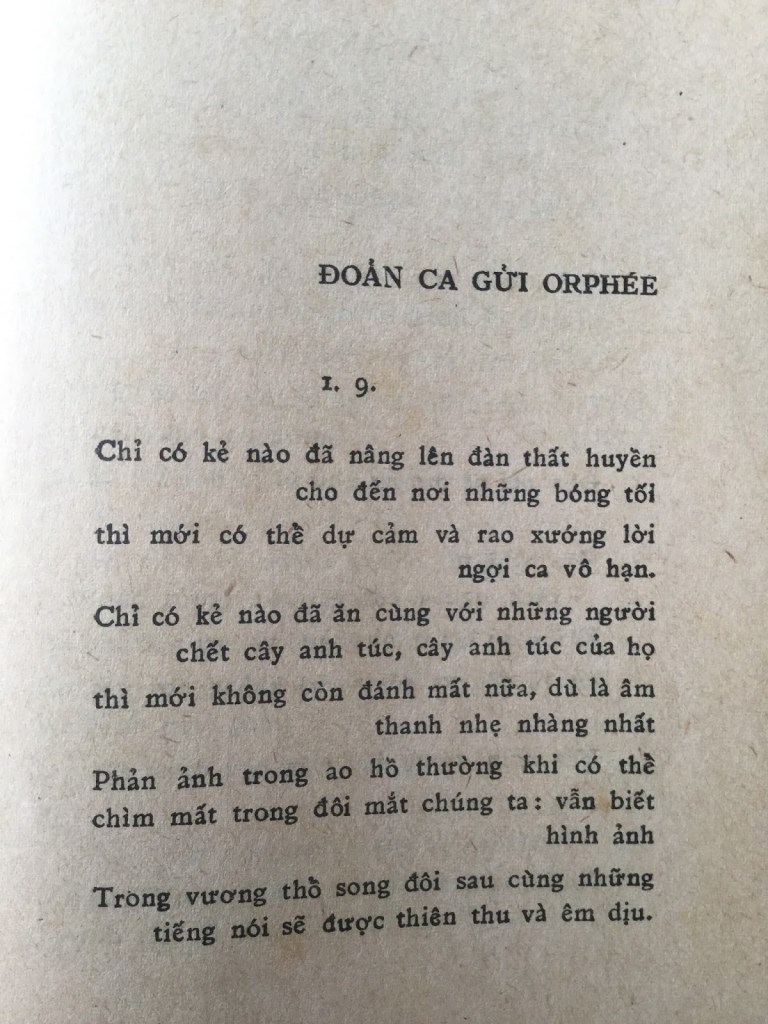 ĐOẢN CA GỬI ORPHÉE
1. 9.
Chỉ có kẻ nào đã nâng lên đàn thất huyền
cho đến nơi những bóng tối
thì mới có thể dự cảm và rao xướng lời
ngợi ca vô hạn.
Chỉ có kẻ nào đã ăn cùng với những người
chết cây anh túc, cây anh túc của họ
thì mới không còn đánh mất nữa, dù là âm
thanh nhẹ nhàng nhất
Phản ảnh trong ao hồ thường khi có thể
chìm mất trong đôi mắt chúng ta: vẫn biết
hình ảnh
Trong vương thổ song đôi sau cùng những
tiếng nói sẽ được thiên thu và êm dịu.